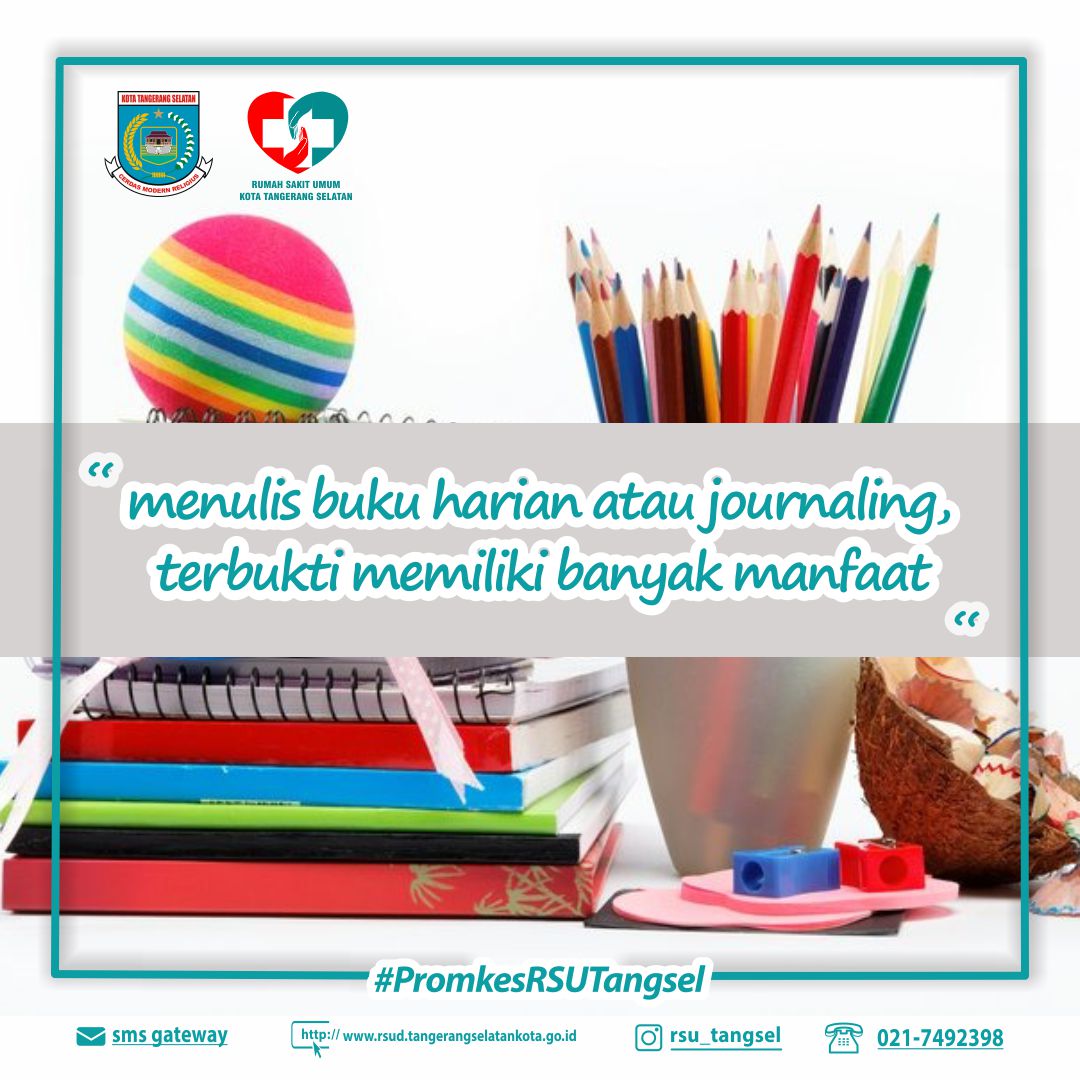 KOTA TANGERANG SELATAN
CERDAS MODERN RELIGIUS
RUMAH SAKIT UMUM
KOTA TANGERANG SELATAN
“ menulis buku harian atau journaling,
terbukti memiliki banyak manfaat “
#PromkesRSUTangsel
sms gateway
http:// www.rsud.tangerangselatankota.go.id
rsu_tangsel
021-7492398